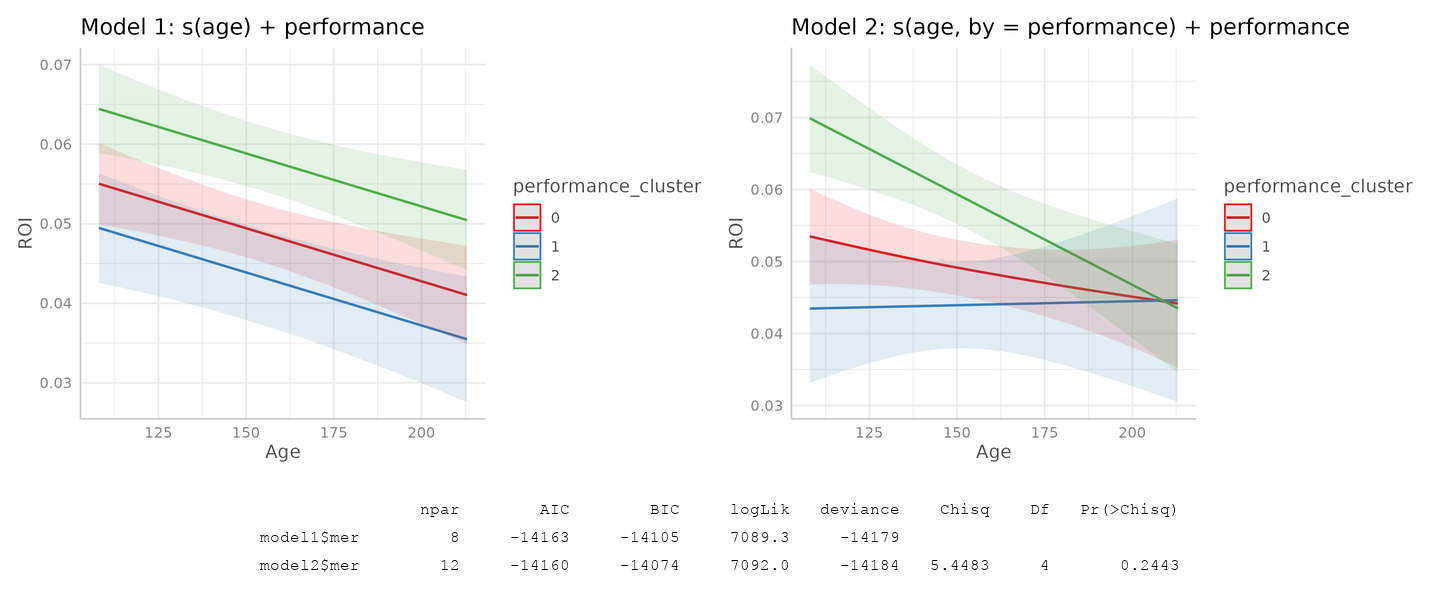 Model 1: s(age) + performance
0.07
0.06
0.05
0.04
0.03
ROI
125 150 175 200
Age
performance_cluster
0
1
2
Model 2: s(age, by = performance) + performance
0.07
0.06
0.05
0.04
0.03
ROI
125 150 175 200
Age
performance_cluster
0
1
2
npar AIC BIC logLik deviance Chisq Df Pr(>Chisq)
model1$mer 8 -14163 -14105 7089.3 -14179
model2$mer 12 -14160 -14074 7092.0 -14184 5.4483 4 0.2443